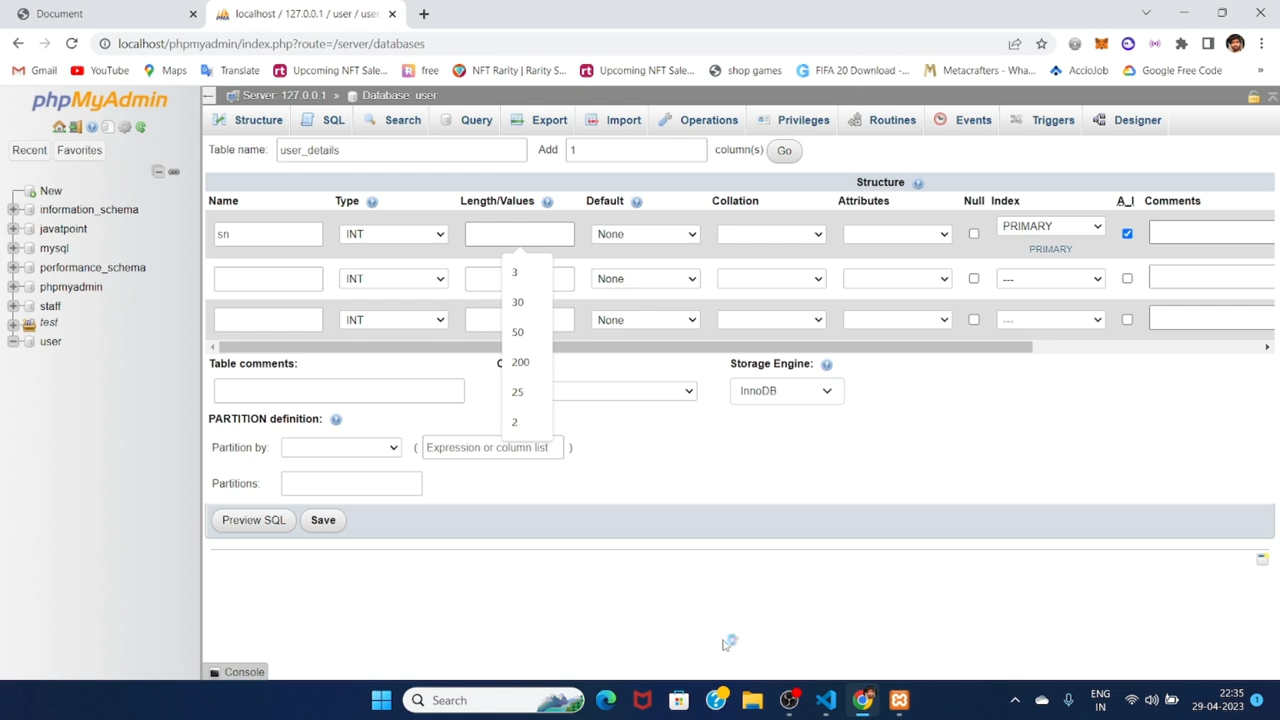 Document
localhost / 127.0.0.1 / user / use
localhost/phpmyadmin/index.php?route=/server/databases
Gmail YouTube Maps Translate Upcoming NFT Sale... free NFT Rarity | Rarity S... Upcoming NFT Sale... shop games FIFA 20 Download -... Metacrafters - Wha... AccioJob Google Free Code »
phpMyAdmin
Recent Favorites
New
information_schema
javatpoint
mysql
performance_schema
phpmyadmin
staff
test
user
Server: 127.0.0.1 » Database: user
Structure SQL Search Query Export Import Operations Privileges Routines Events Triggers Designer
Table name: user_details Add 1 column(s) Go
Structure
Name Type Length/Values Default Collation Attributes Null Index A_I Comments
sn INT None PRIMARY
PRIMARY
INT None ---
INT None ---
3
30
50
200
25
2
Table comments: C Storage Engine:
InnoDB
PARTITION definition:
Partition by: ( Expression or column list )
Partitions:
Preview SQL Save
Console
Search
ENG
IN
22:35
29-04-2023
1